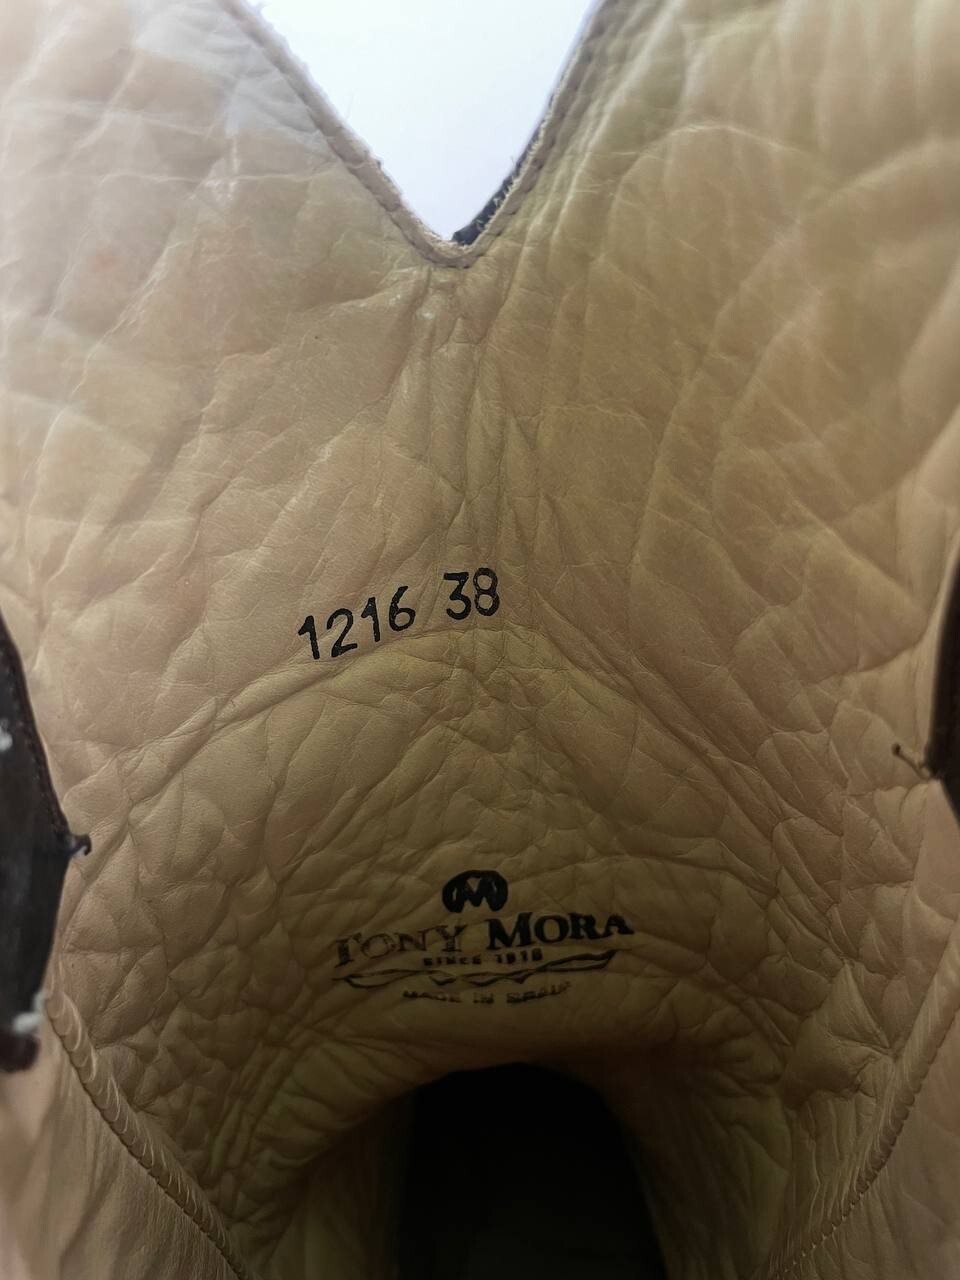 1216 38
TONY MORA
SINCE 1918
MADE IN SPAIN